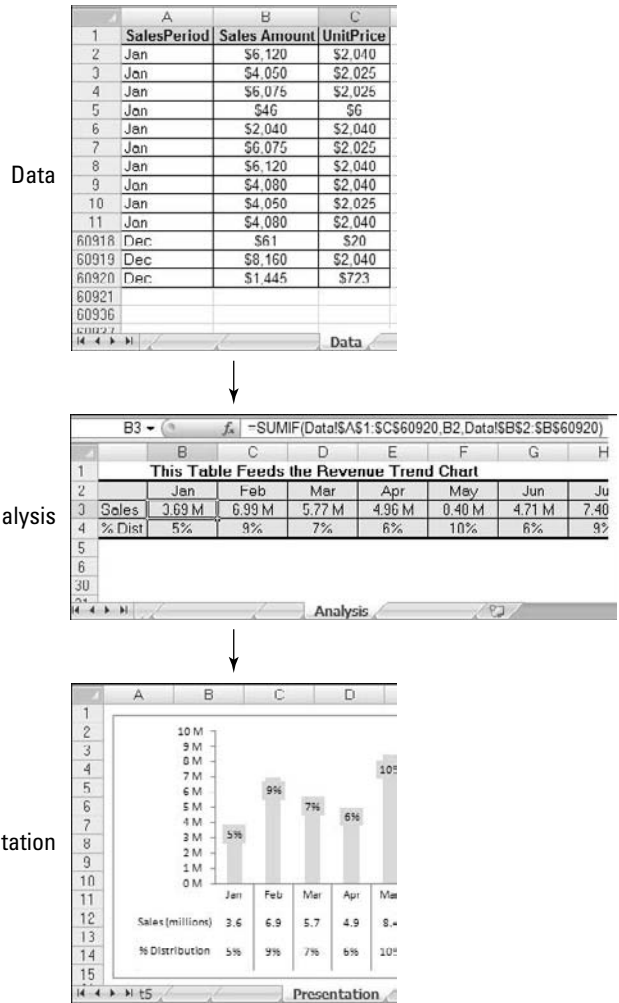 A B C
1 SalesPeriod Sales Amount UnitPrice
2 Jan $6,120 $2,040
3 Jan $4,050 $2,025
4 Jan $6,075 $2,025
5 Jan $46 $6
6 Jan $2,040 $2,040
7 Jan $6,075 $2,025
8 Jan $6,120 $2,040
9 Jan $4,080 $2,040
10 Jan $4,050 $2,025
11 Jan $4,080 $2,040
60918 Dec $61 $20
60919 Dec $8,160 $2,040
60920 Dec $1,445 $723
60921
60936
Data
Data
B3 fx =SUMIF(Data!$A$1:$C$60920,B2,Data!$B$2:$B$60920)
B C D E F G H
1 This Table Feeds the Revenue Trend Chart
2 Jan Feb Mar Apr May Jun Ju
3 Sales 3.69 M 6.99 M 5.77 M 4.96 M 8.40 M 4.71 M 7.40
4 % Dist 5% 9% 7% 6% 10% 6% 9%
5
6
30
alysis
Analysis
A B C D
1
2
3
4
5
6
7
8
9
10
11
12
13
14
15
10 M
9 M
8 M
7 M
6 M
5 M
4 M
3 M
2 M
1 M
0 M
5% 9% 7% 6% 10%
Jan Feb Mar Apr Ma
Sales (millions) 3.6 6.9 5.7 4.9 8.4
% Distribution 5% 9% 7% 6% 10%
tation
t5 Presentation